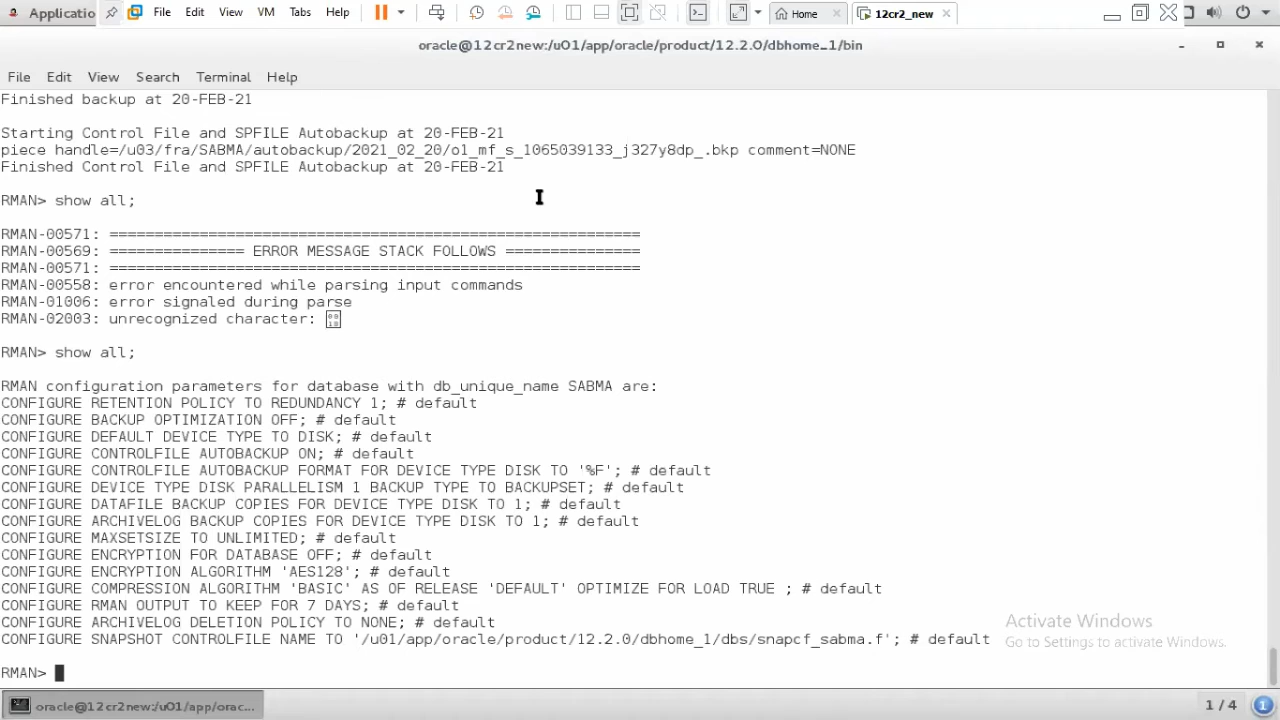 Applicatio File Edit View VM Tabs Help Home 12cr2_new
oracle@12cr2new:/u01/app/oracle/product/12.2.0/dbhome_1/bin
File Edit View Search Terminal Help
Finished backup at 20-FEB-21
Starting Control File and SPFILE Autobackup at 20-FEB-21
piece handle=/u03/fra/SABMA/autobackup/2021_02_20/o1_mf_s_1065039133_j327y8dp_.bkp comment=NONE
Finished Control File and SPFILE Autobackup at 20-FEB-21
RMAN> show all;
RMAN-00571: ===========================================================
RMAN-00569: =============== ERROR MESSAGE STACK FOLLOWS ===============
RMAN-00571: ===========================================================
RMAN-00558: error encountered while parsing input commands
RMAN-01006: error signaled during parse
RMAN-02003: unrecognized character:
RMAN> show all;
RMAN configuration parameters for database with db_unique_name SABMA are:
CONFIGURE RETENTION POLICY TO REDUNDANCY 1; # default
CONFIGURE BACKUP OPTIMIZATION OFF; # default
CONFIGURE DEFAULT DEVICE TYPE TO DISK; # default
CONFIGURE CONTROLFILE AUTOBACKUP ON; # default
CONFIGURE CONTROLFILE AUTOBACKUP FORMAT FOR DEVICE TYPE DISK TO '%F'; # default
CONFIGURE DEVICE TYPE DISK PARALLELISM 1 BACKUP TYPE TO BACKUPSET; # default
CONFIGURE DATAFILE BACKUP COPIES FOR DEVICE TYPE DISK TO 1; # default
CONFIGURE ARCHIVELOG BACKUP COPIES FOR DEVICE TYPE DISK TO 1; # default
CONFIGURE MAXSETSIZE TO UNLIMITED; # default
CONFIGURE ENCRYPTION FOR DATABASE OFF; # default
CONFIGURE ENCRYPTION ALGORITHM 'AES128'; # default
CONFIGURE COMPRESSION ALGORITHM 'BASIC' AS OF RELEASE 'DEFAULT' OPTIMIZE FOR LOAD TRUE ; # default
CONFIGURE RMAN OUTPUT TO KEEP FOR 7 DAYS; # default
CONFIGURE ARCHIVELOG DELETION POLICY TO NONE; # default
CONFIGURE SNAPSHOT CONTROLFILE NAME TO '/u01/app/oracle/product/12.2.0/dbhome_1/dbs/snapcf_sabma.f'; # default
Activate Windows
Go to Settings to activate Windows.
RMAN>
oracle@12cr2new:/u01/app/orac... 1 / 4 1